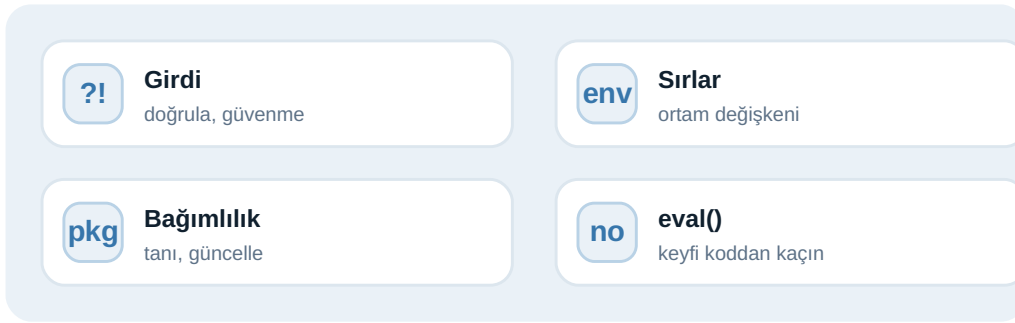 ?!
Girdi
doğrula, güvenme
env
Sırlar
ortam değişkeni
pkg
Bağımlılık
tanı, güncelle
no
eval()
keyfi koddan kaçın